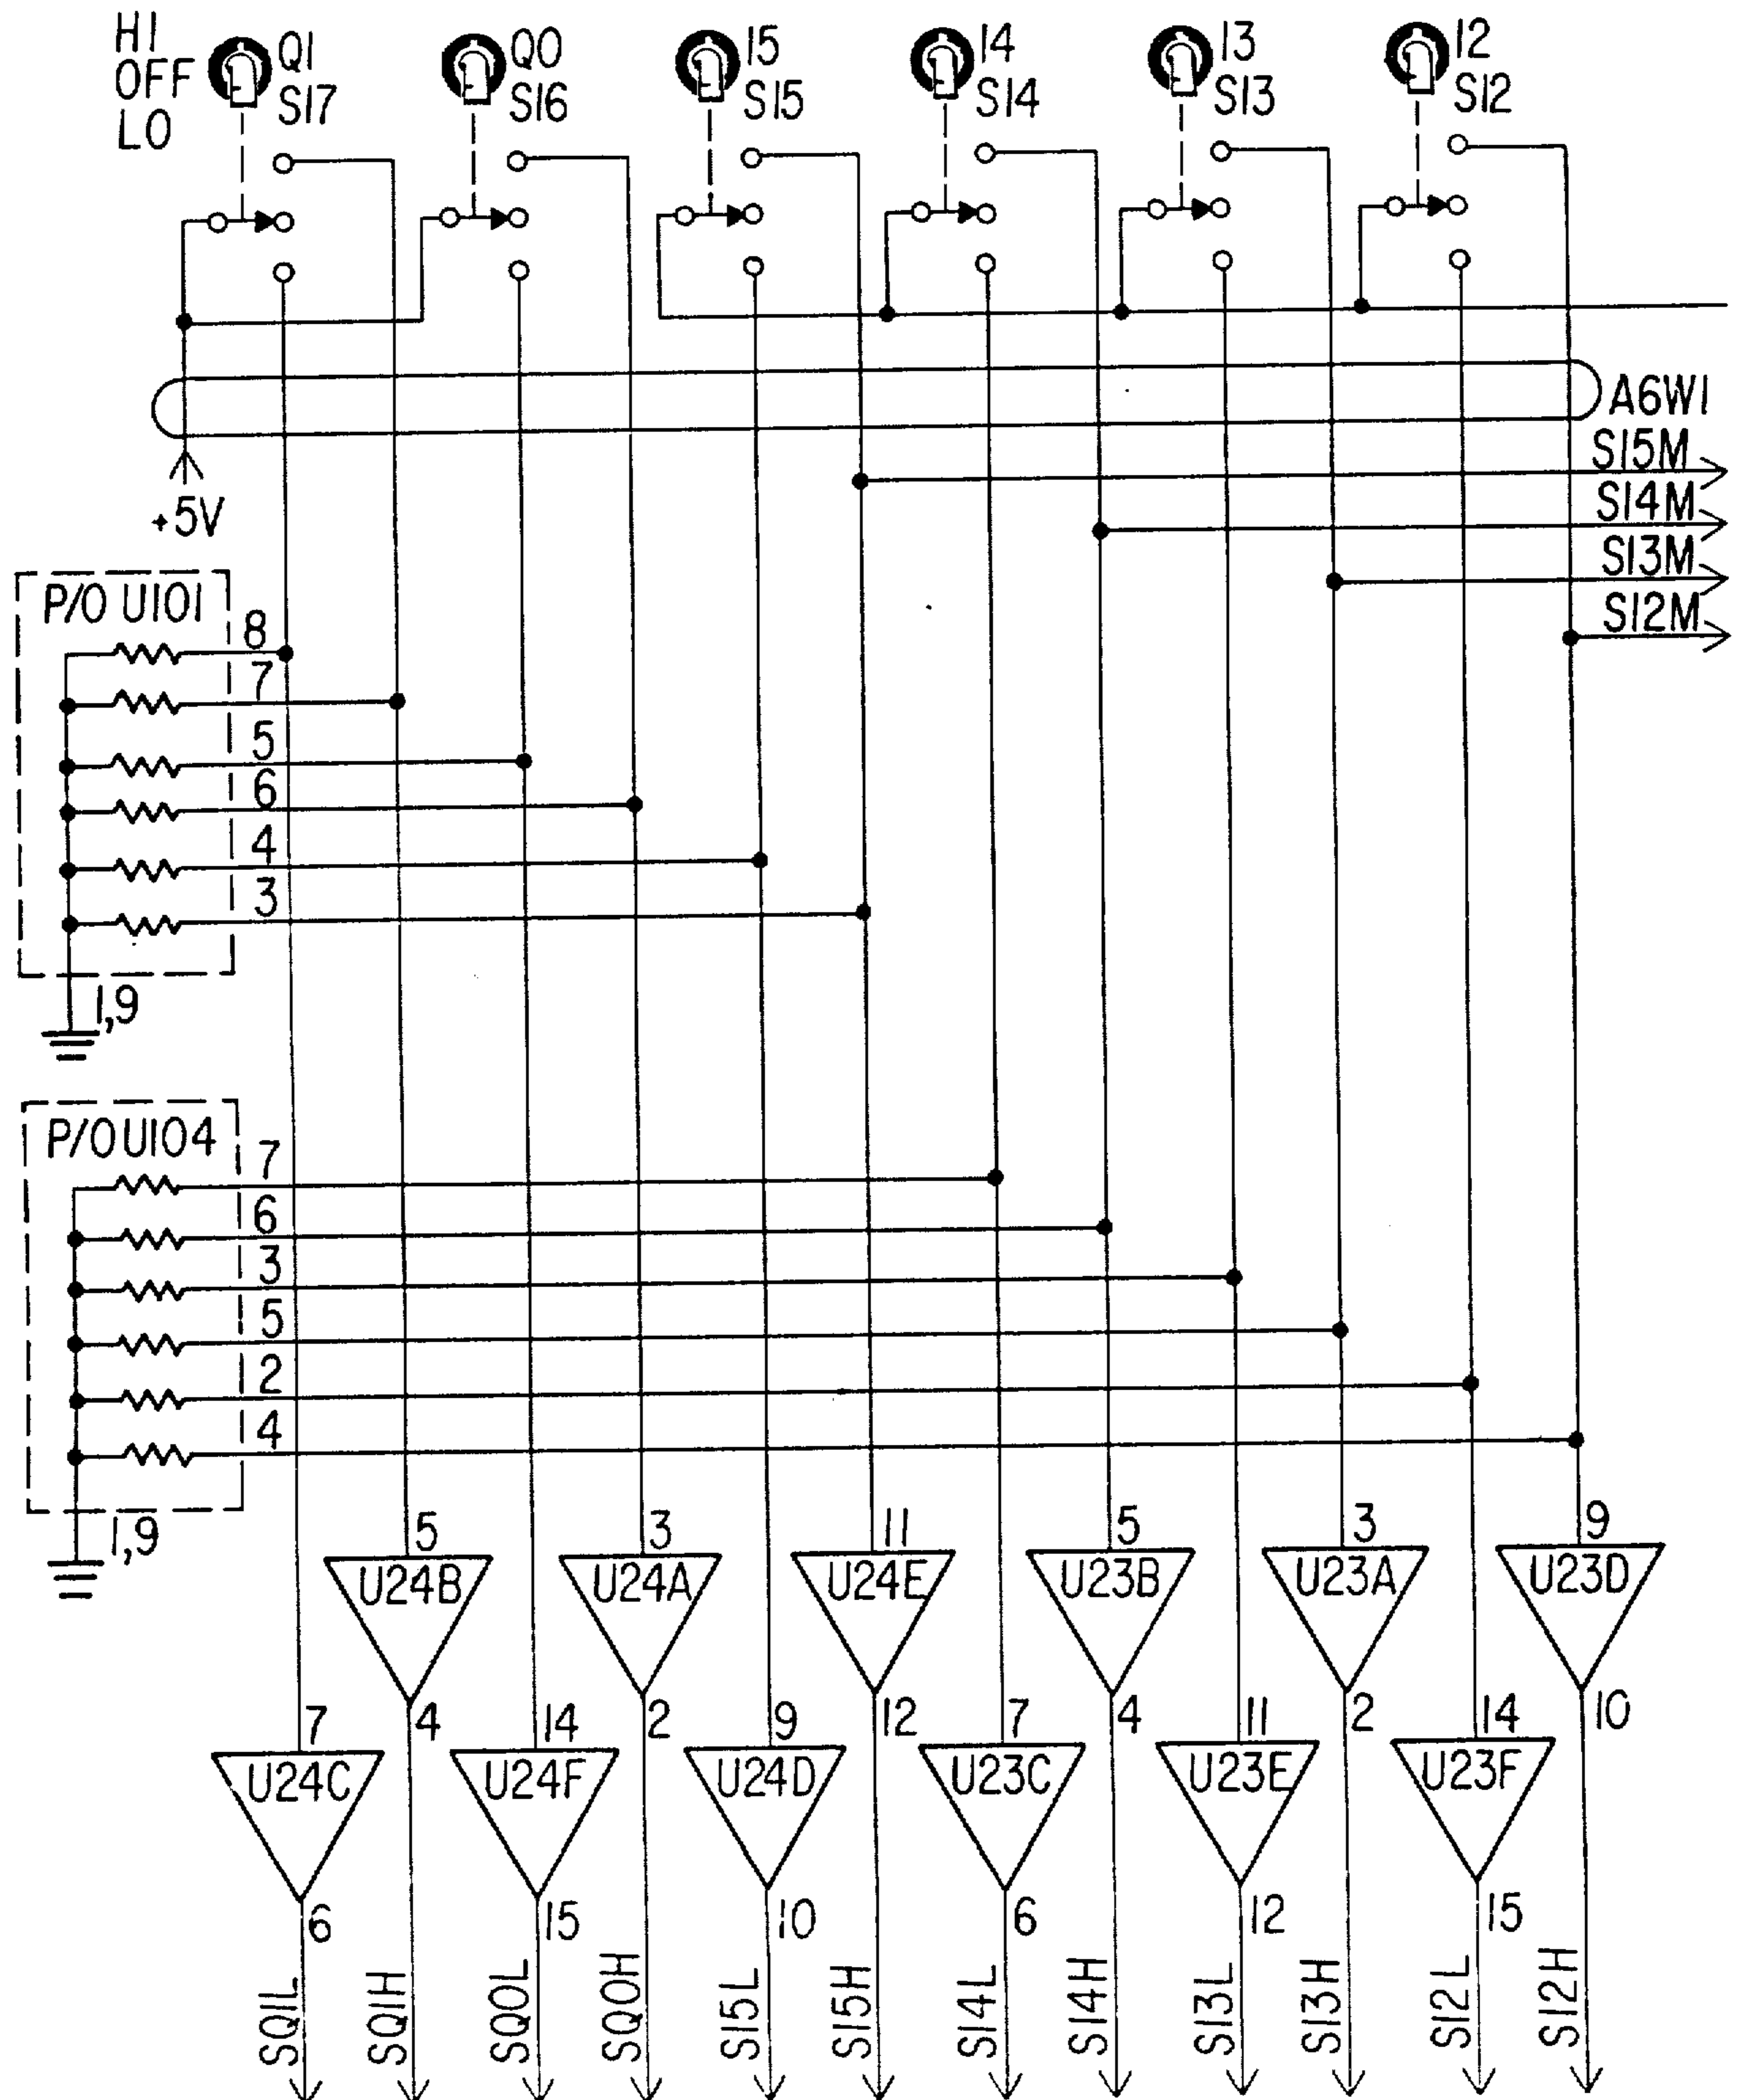 HI
OFF
LO
Q1
S17
Q0
S16
I5
S15
I4
S14
I3
S13
I2
S12
A6W1
+5V
SI5M
SI4M
SI3M
SI2M
P/O U101
8
7
5
6
4
3
1,9
P/O U104
7
6
3
5
2
4
1,9
5
3
11
5
3
9
U24B
U24A
U24E
U23B
U23A
U23D
4
2
12
4
2
10
7
14
9
7
11
14
U24C
U24F
U24D
U23C
U23E
U23F
6
15
10
6
12
15
SQ1L
SQ1H
SQ0L
SQ0H
SI5L
SI5H
SI4L
SI4H
SI3L
SI3H
SI2L
SI2H